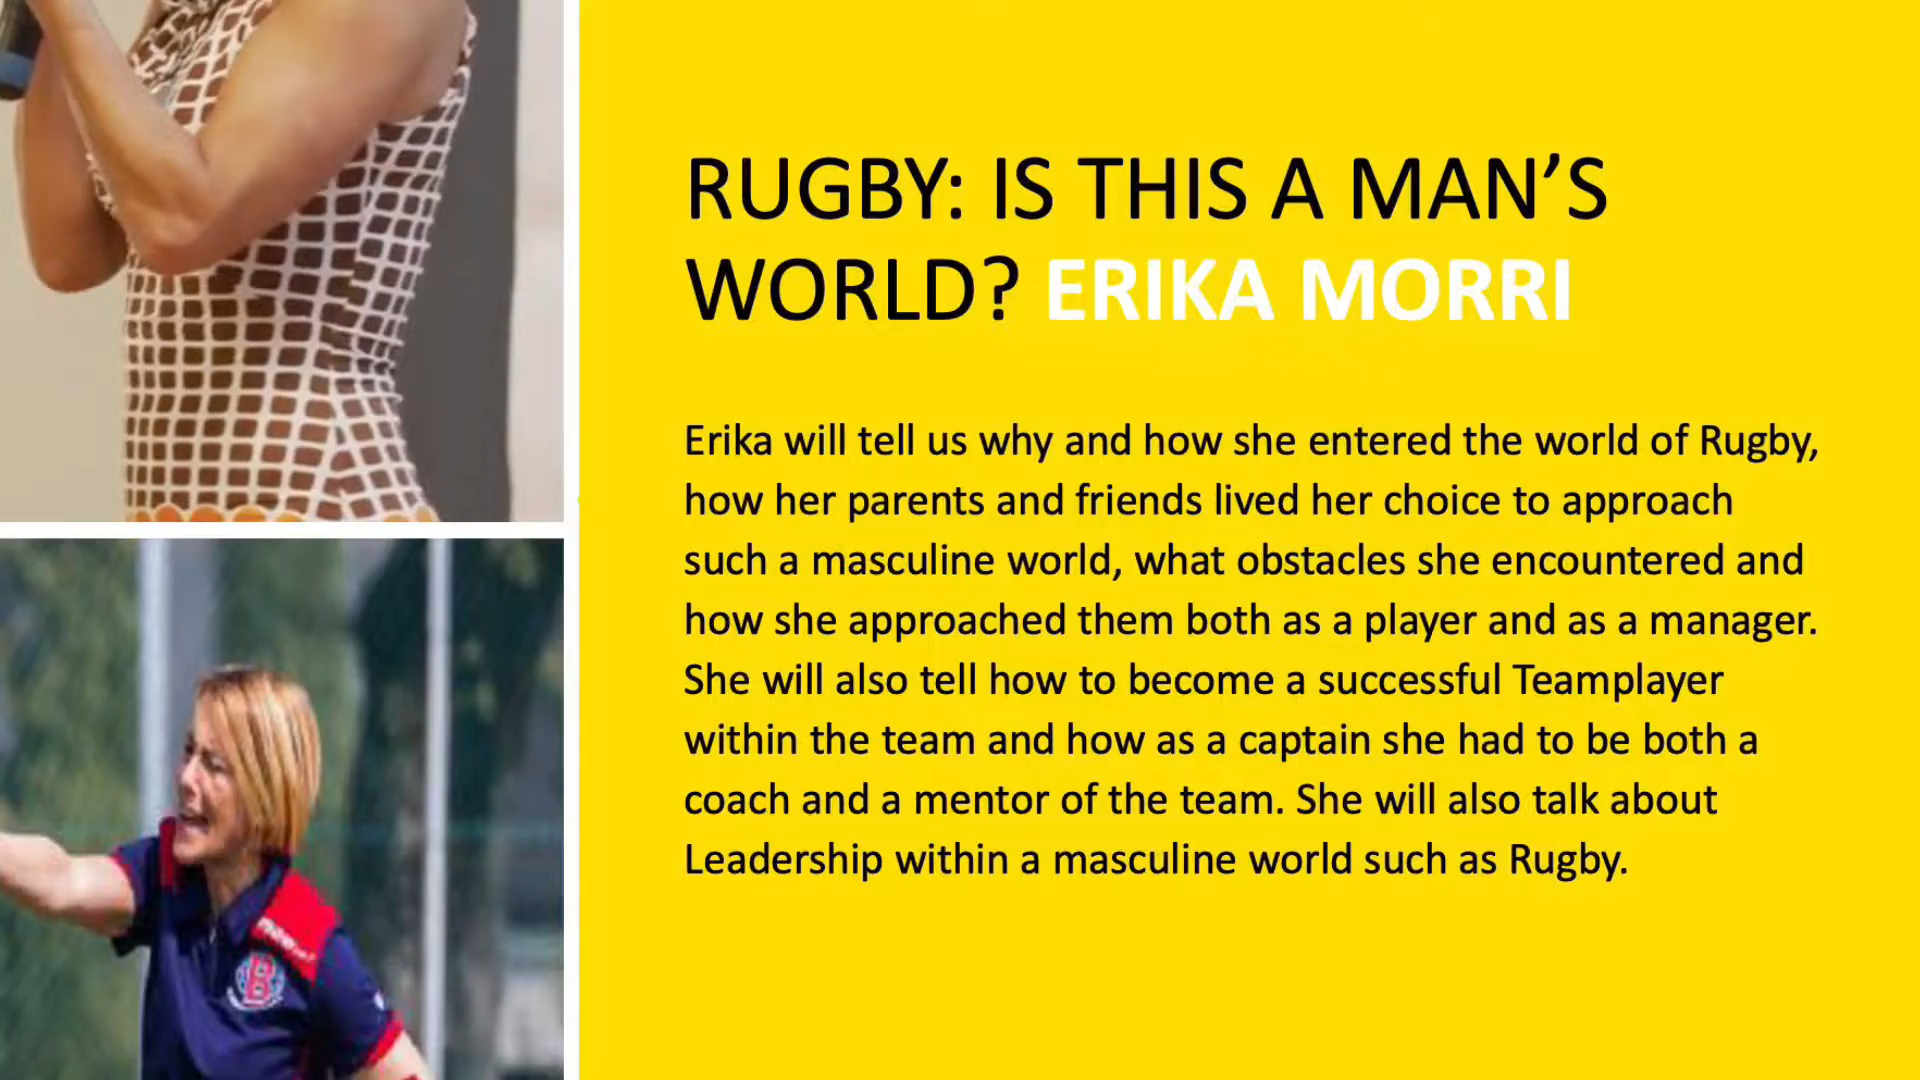 RUGBY: IS THIS A MAN’S
WORLD? ERIKA MORRI
Erika will tell us why and how she entered the world of Rugby,
how her parents and friends lived her choice to approach
such a masculine world, what obstacles she encountered and
how she approached them both as a player and as a manager.
She will also tell how to become a successful Teamplayer
within the team and how as a captain she had to be both a
coach and a mentor of the team. She will also talk about
Leadership within a masculine world such as Rugby.
B